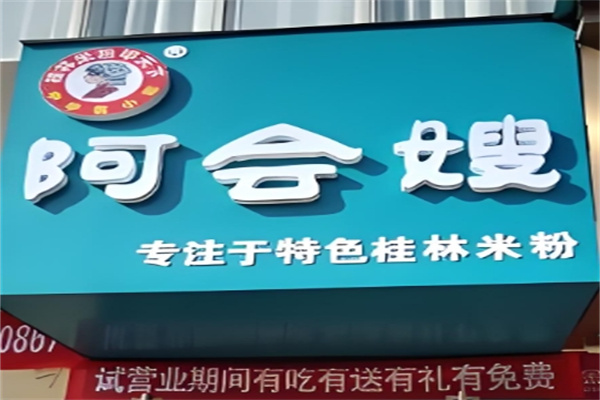 阿会嫂
专注于特色桂林米粉
0867
试营业期间有吃有送有礼有免费